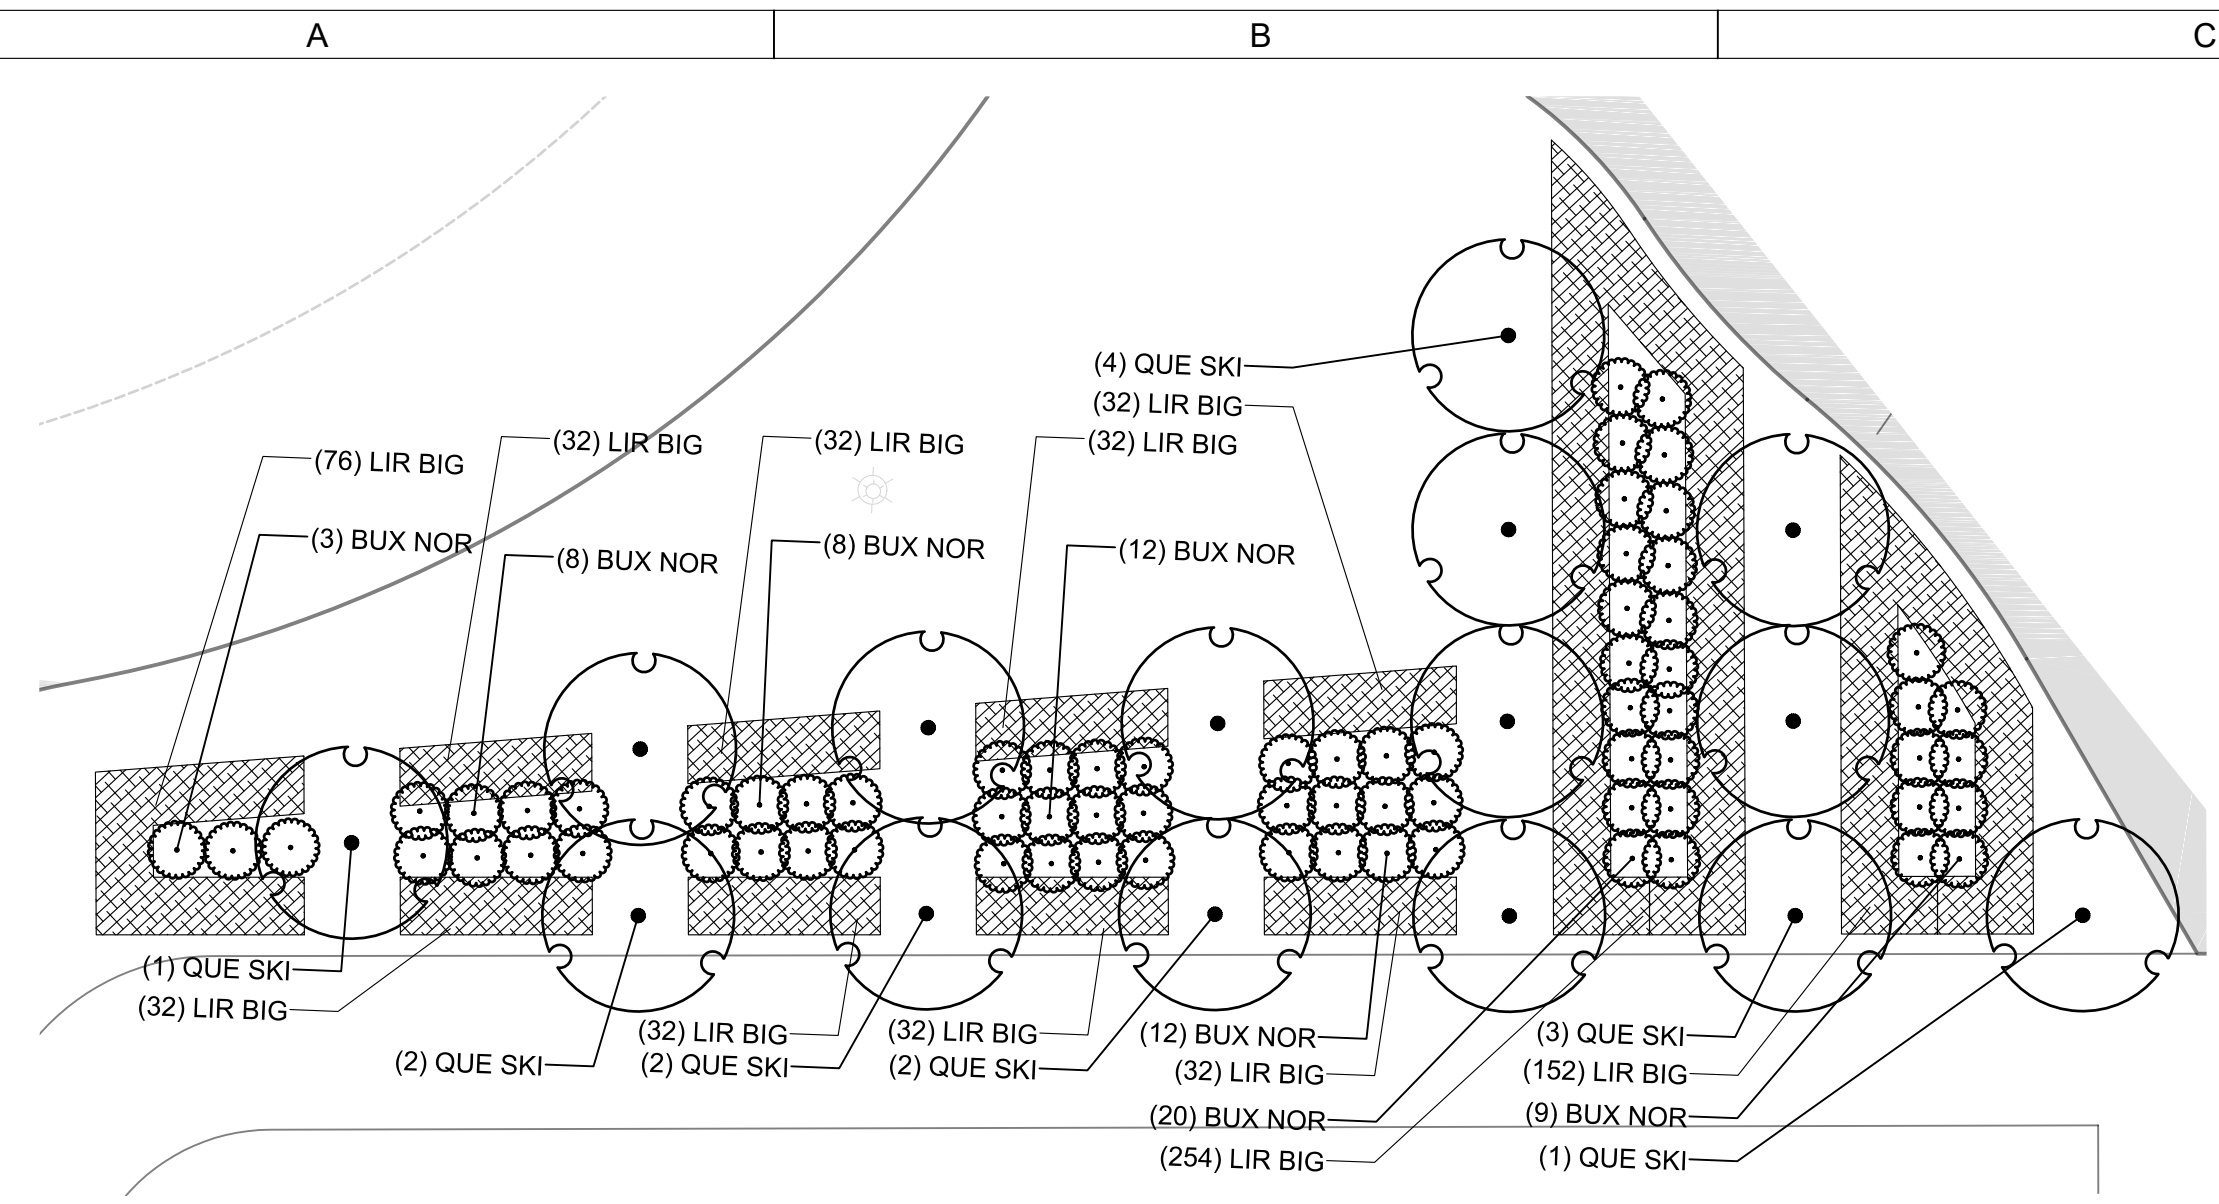 A
B
C
(4) QUE SKI
(32) LIR BIG
(76) LIR BIG
(32) LIR BIG
(32) LIR BIG
(32) LIR BIG
(3) BUX NOR
(8) BUX NOR
(8) BUX NOR
(12) BUX NOR
(1) QUE SKI
(32) LIR BIG
(2) QUE SKI
(32) LIR BIG
(2) QUE SKI
(32) LIR BIG
(2) QUE SKI
(12) BUX NOR
(32) LIR BIG
(20) BUX NOR
(254) LIR BIG
(3) QUE SKI
(152) LIR BIG
(9) BUX NOR
(1) QUE SKI